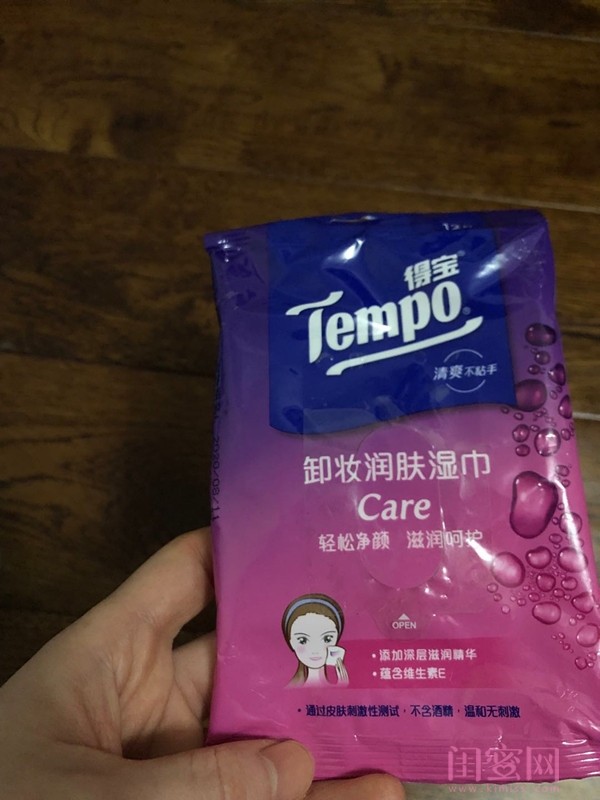 得宝
Tempo
清爽不粘手
卸妆润肤湿巾
Care
轻松净颜 滋润呵护
OPEN
·添加深层滋润精华
·蕴含维生素E
·通过皮肤刺激性测试，不含酒精，温和无刺激
闺蜜网
www.kimiss.com